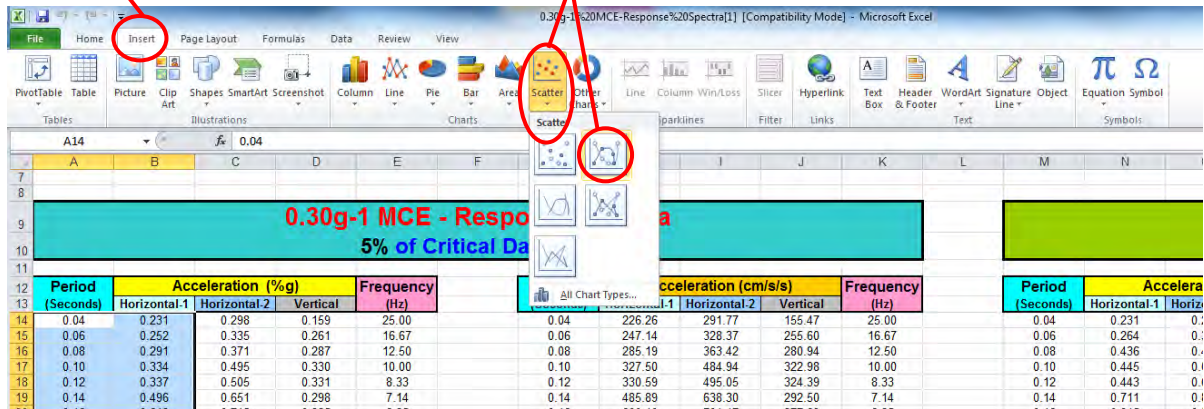 0.30g-1%20MCE-Response%20Spectra[1] [Compatibility Mode] - Microsoft Excel
File Home Insert Page Layout Formulas Data Review View
PivotTable Table Picture Clip Art Shapes SmartArt Screenshot Column Line Pie Bar Area Scatter Other Charts Line Column Win/Loss Slicer Hyperlink Text Box Header & Footer WordArt Signature Line Object Equation Symbol
Tables Illustrations Charts Sparklines Filter Links Text Symbols
Scatter
All Chart Types...
A14 fx 0.04
A B C D E F I J K L M N
7
8
9 0.30g-1 MCE - Respo a
10 5% of Critical Da
11
12 Period Acceleration (%g) Frequency cceleration (cm/s/s) Frequency Period Accelera
13 (Seconds) Horizontal-1 Horizontal-2 Vertical (Hz) (Seconds) Horizontal-1 Horizontal-2 Vertical (Hz) (Seconds) Horizontal-1 Horizo
14 0.04 0.231 0.298 0.159 25.00 0.04 226.26 291.77 155.47 25.00 0.04 0.231
15 0.06 0.252 0.335 0.261 16.67 0.06 247.14 328.37 255.60 16.67 0.06 0.264
16 0.08 0.291 0.371 0.287 12.50 0.08 285.19 363.42 280.94 12.50 0.08 0.436
17 0.10 0.334 0.495 0.330 10.00 0.10 327.50 484.94 322.98 10.00 0.10 0.445
18 0.12 0.337 0.505 0.331 8.33 0.12 330.59 495.05 324.39 8.33 0.12 0.443
19 0.14 0.496 0.651 0.298 7.14 0.14 485.89 638.30 292.50 7.14 0.14 0.711